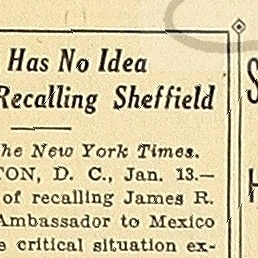 Has No Idea
Recalling Sheffield
he New York Times.
TON, D. C., Jan. 13.—
of recalling James R.
Ambassador to Mexico
e critical situation ex-